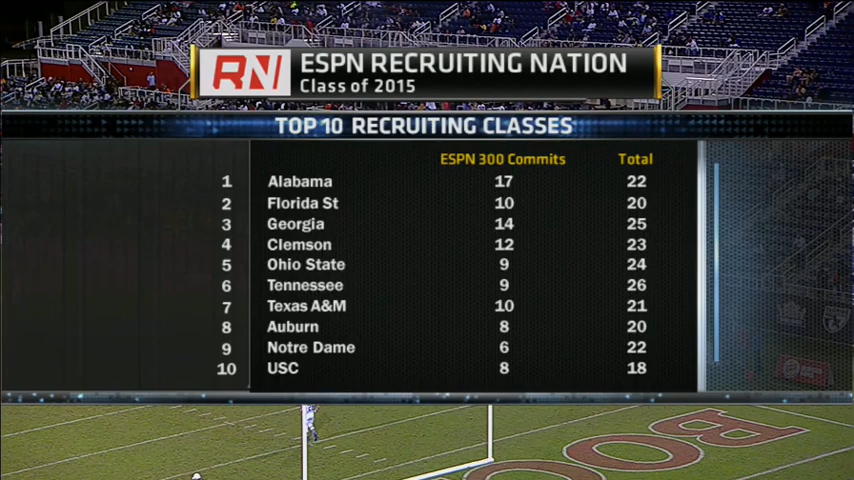 RN ESPN RECRUITING NATION
Class of 2015
TOP 10 RECRUITING CLASSES
ESPN 300 Commits Total
1 Alabama 17 22
2 Florida St 10 20
3 Georgia 14 25
4 Clemson 12 23
5 Ohio State 9 24
6 Tennessee 9 26
7 Texas A&M 10 21
8 Auburn 8 20
9 Notre Dame 6 22
10 USC 8 18
BOO